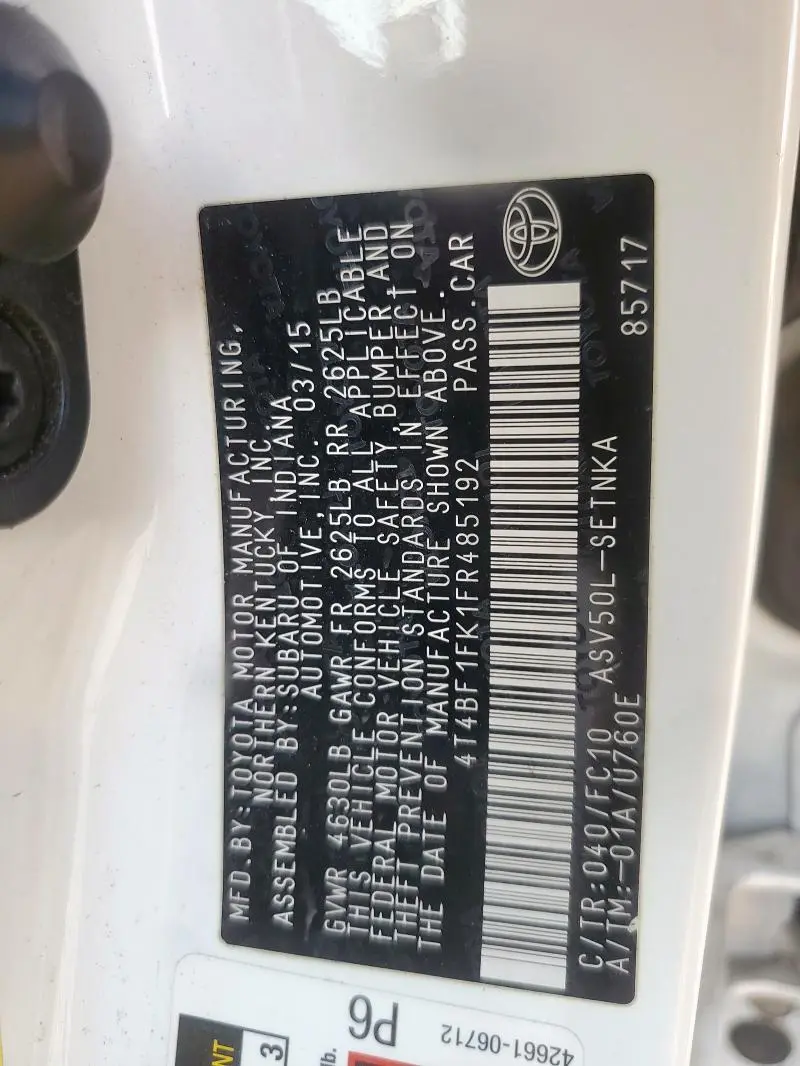 MFD.BY:TOYOTA MOTOR MANUFACTURING,
NORTHERN KENTUCKY, INC.
ASSEMBLED BY:SUBARU OF INDIANA
AUTOMOTIVE,INC. 03/15
GVWR 4630LB GAWR FR 2625LB RR 2625LB
THIS VEHICLE CONFORMS TO ALL APPLICABLE
FEDERAL MOTOR VEHICLE SAFETY,BUMPER,AND
THEFT PREVENTION STANDARDS IN EFFECT ON
THE DATE OF MANUFACTURE SHOWN ABOVE.
4T4BF1FK1FR485192 PASS.CAR
C/TR:040/FC10 ASV50L-SETNKA
A/TM:-01A/U760E 85717
P6
42661-06712
NT
3
lb.